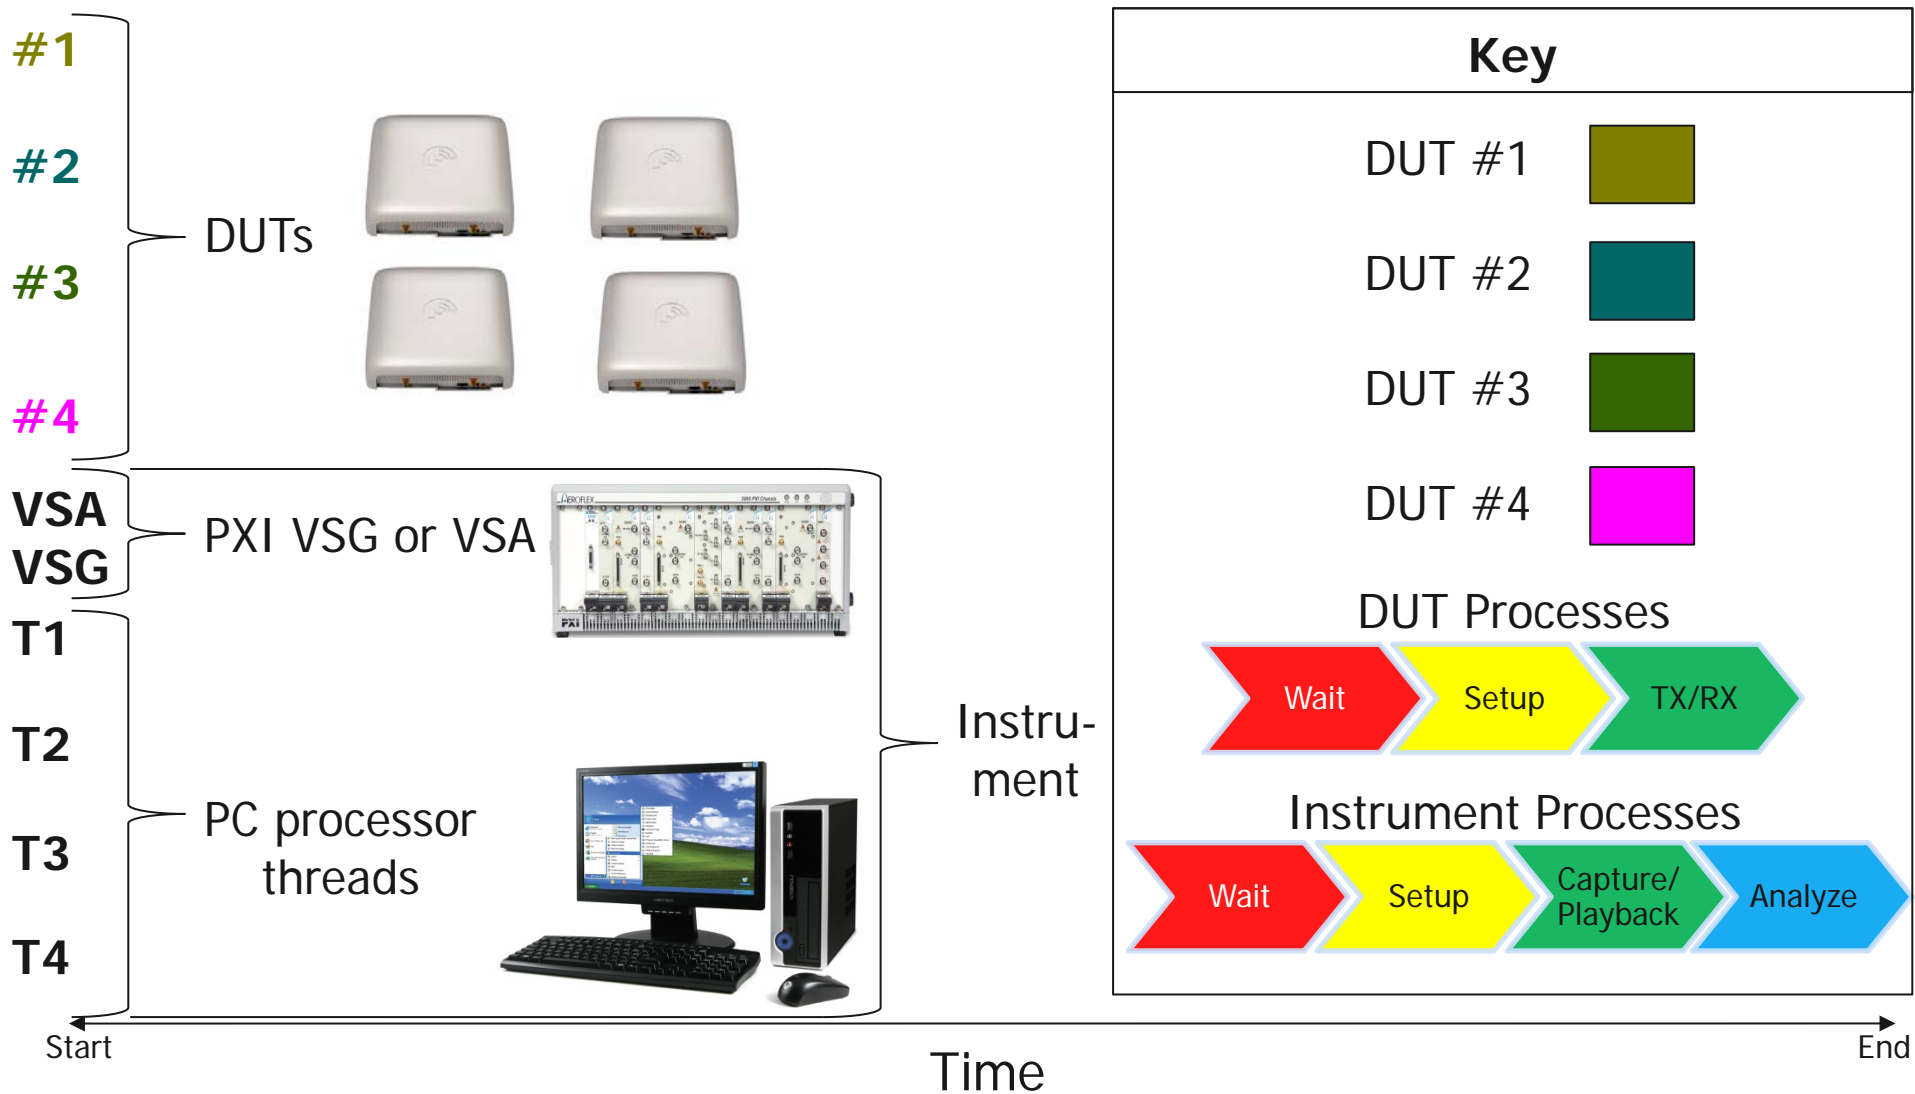 #1
#2
#3
#4
DUTs
VSA
VSG
PXI VSG or VSA
AEROFLEX
T1
T2
T3
T4
PC processor
threads
Instru-
ment
Key
DUT #1
DUT #2
DUT #3
DUT #4
DUT Processes
Wait
Setup
TX/RX
Instrument Processes
Wait
Setup
Capture/
Playback
Analyze
Start
End
Time